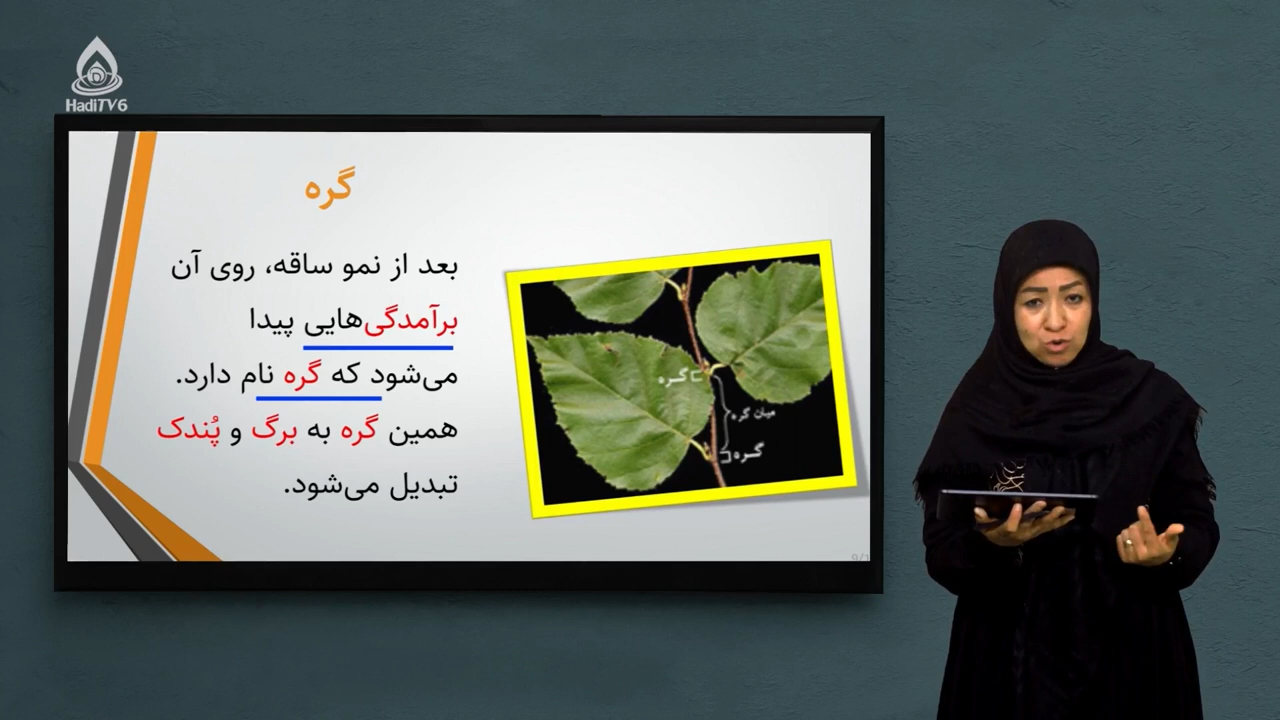 HadiTV6
گره
بعد از نمو ساقه، روی آن
برآمدگی‌هایی پیدا
می‌شود که گره نام دارد.
همین گره به برگ و پُندک
تبدیل می‌شود.
گره
میان گره
گره